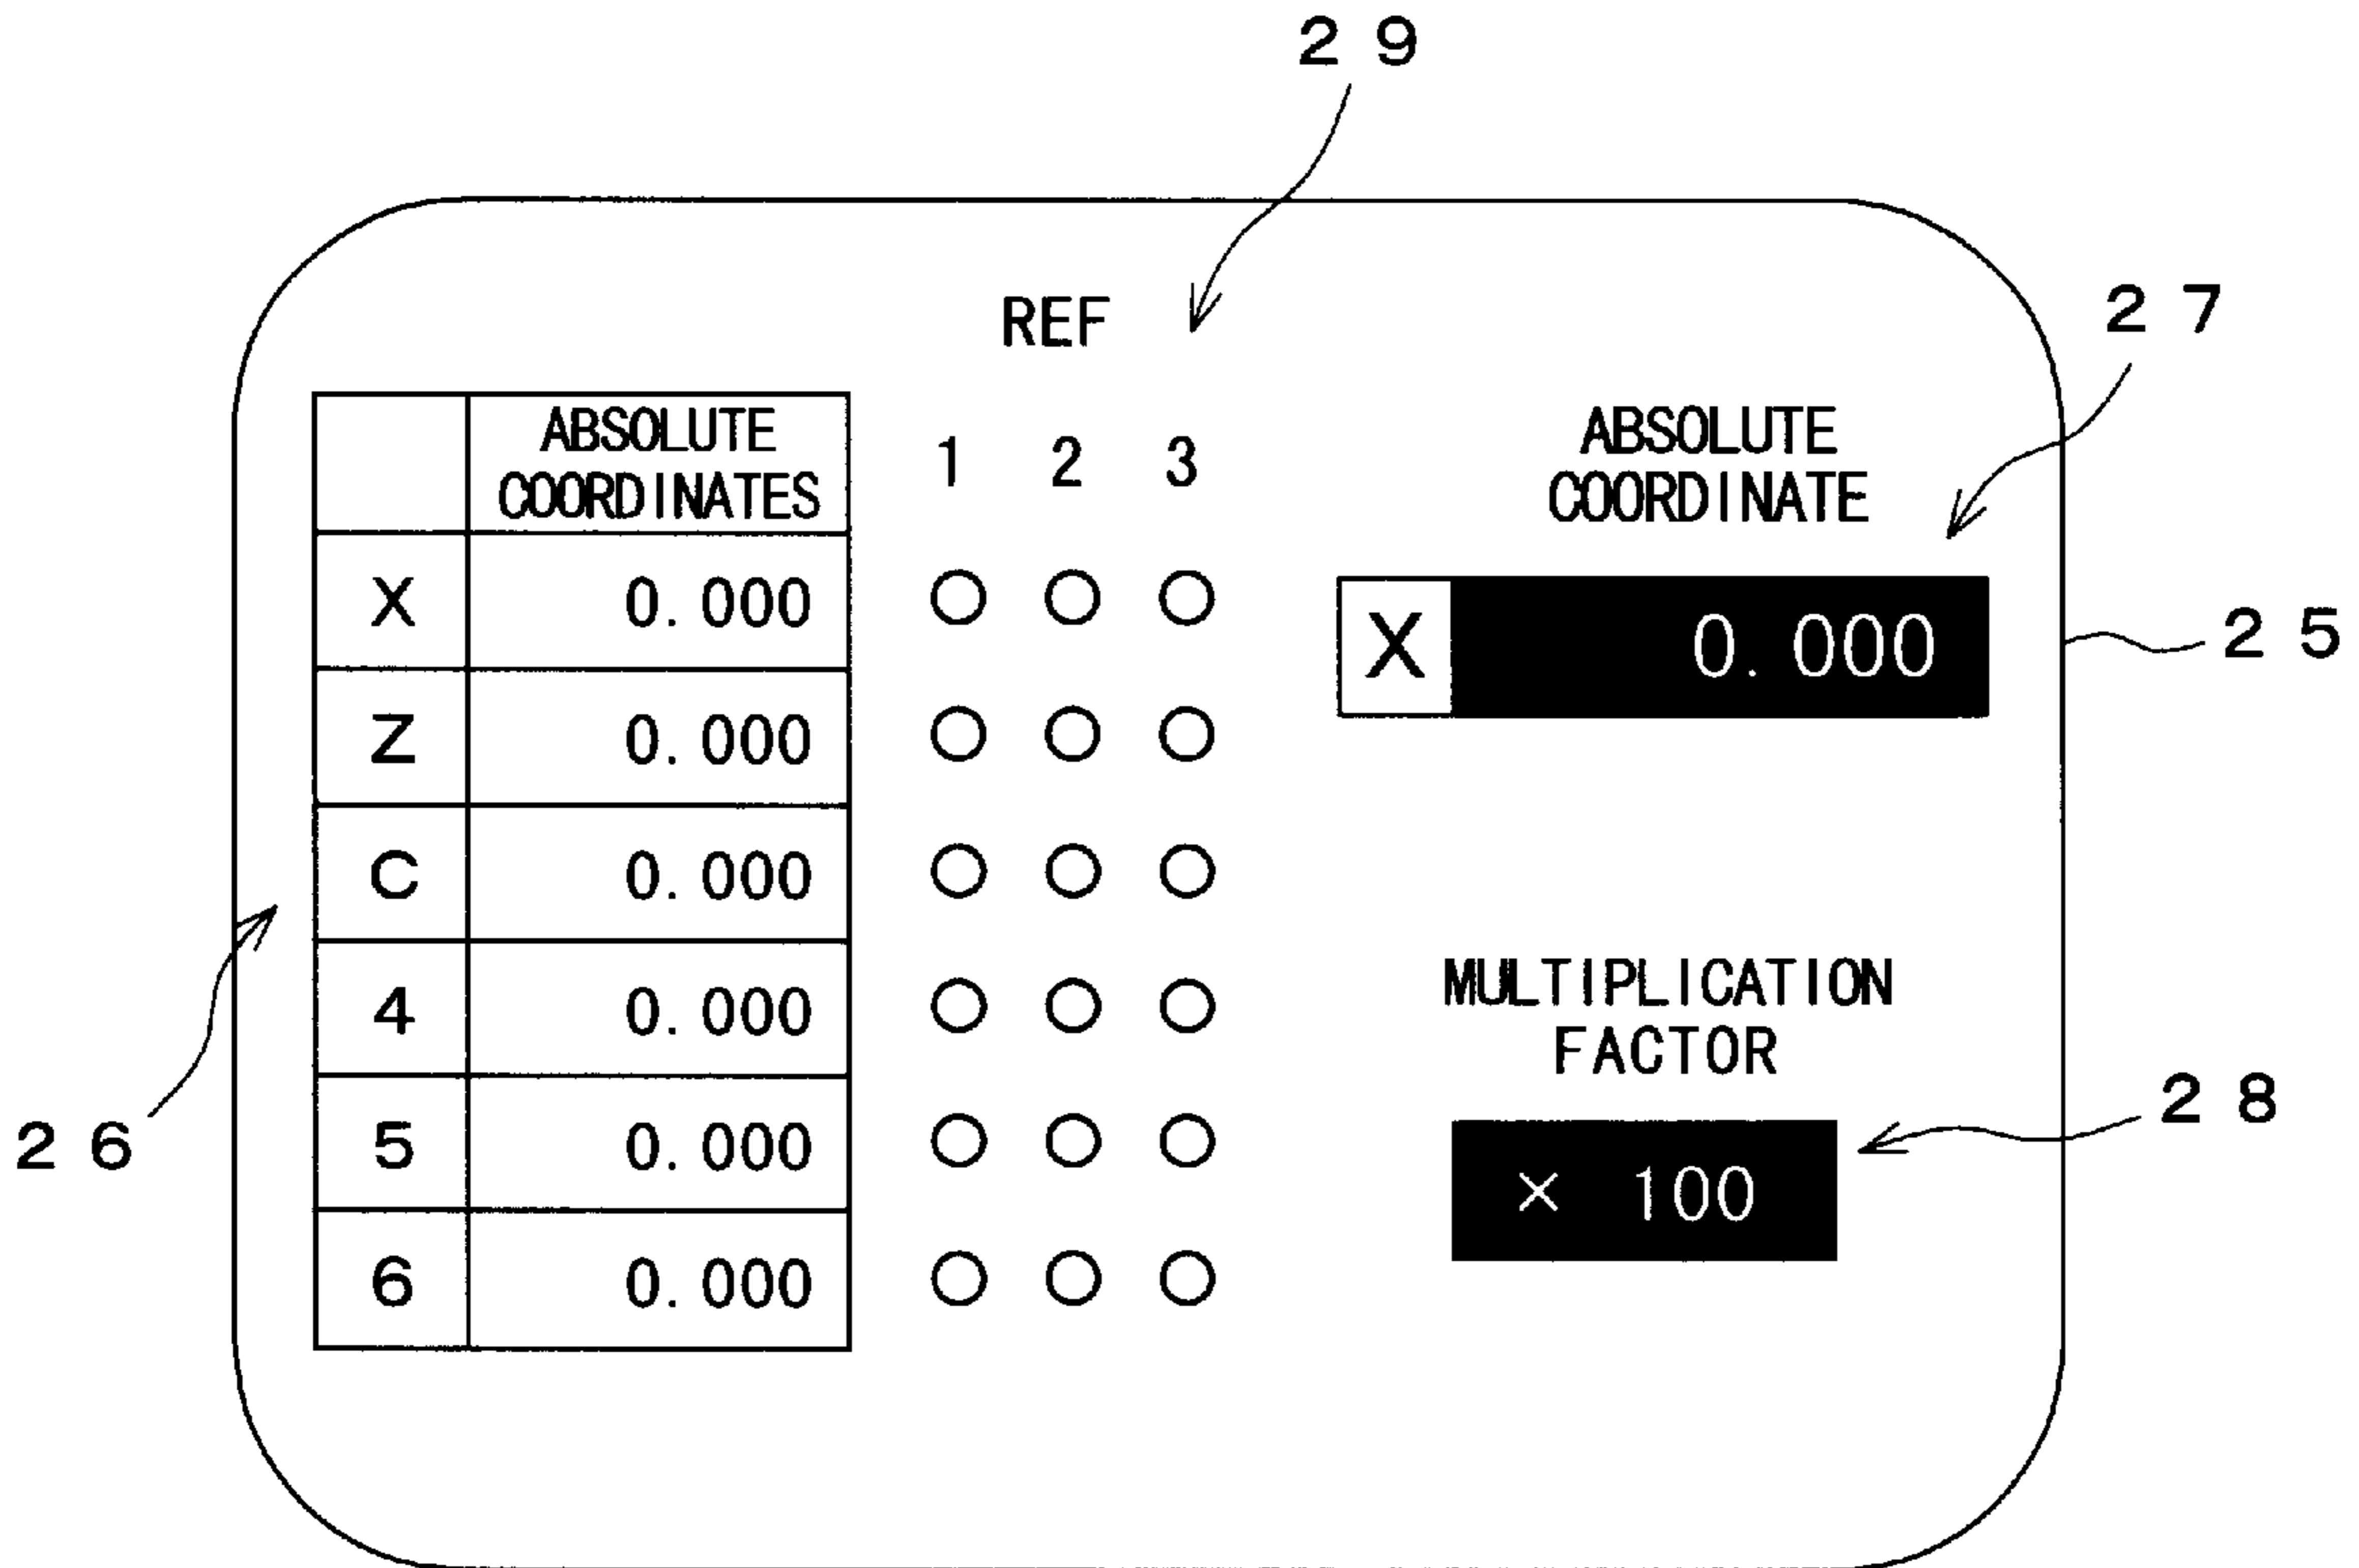 29
REF
27
ABSOLUTE
COORDINATES
1 2 3
ABSOLUTE
COORDINATE
X 0.000
X 0.000
25
Z 0.000
C 0.000
4 0.000
5 0.000
6 0.000
26
MULTIPLICATION
FACTOR
28
× 100